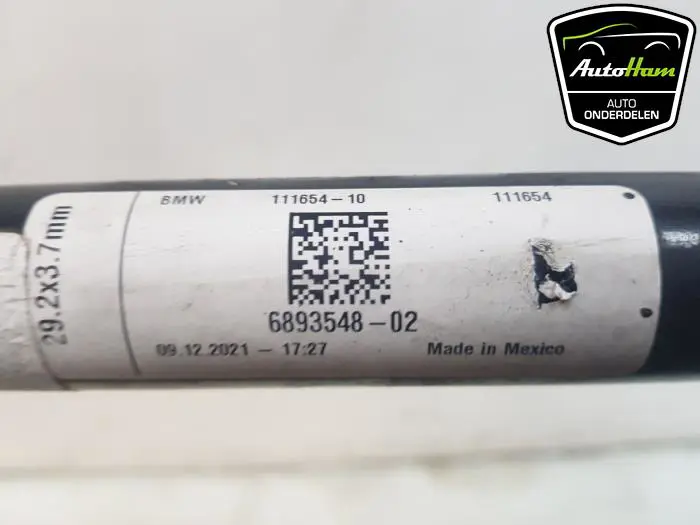 AutoHam
AUTO
ONDERDELEN
BMW 111654-10 111654
29.2x3.7mm
6893548-02
09.12.2021 - 17:27 Made in Mexico